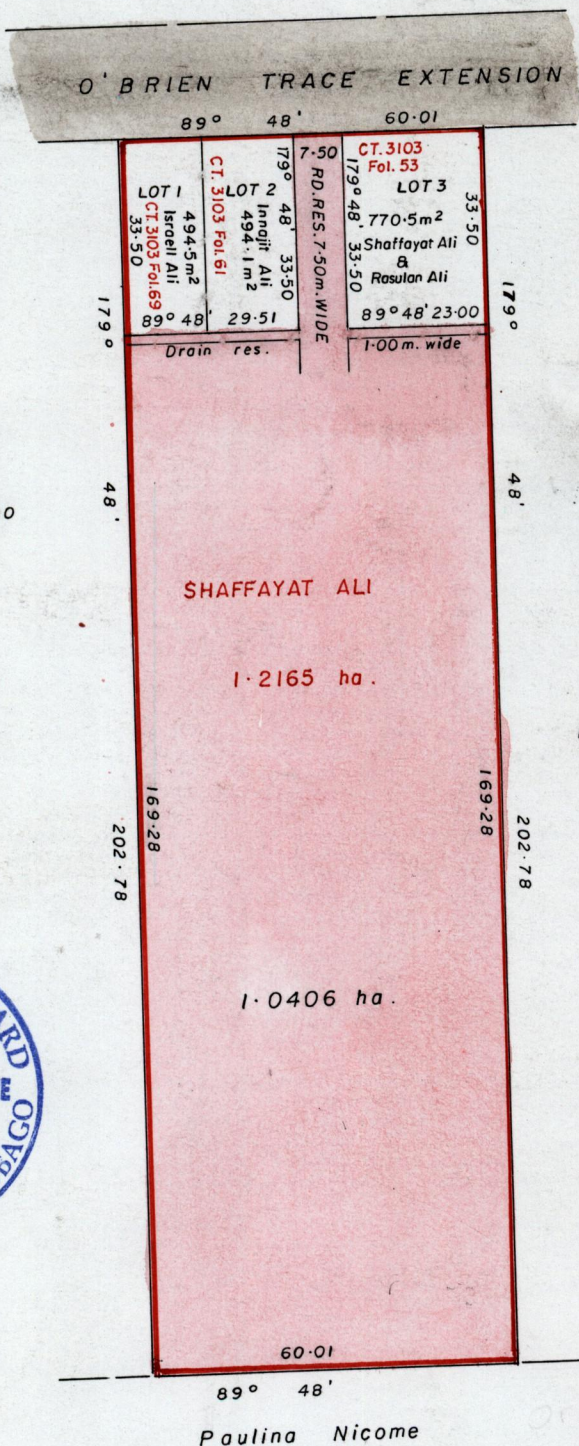 O'BRIEN TRACE EXTENSION
89° 48' 60·01
LOT 1
494·5m²
Israell Ali
CT. 3103 Fol.69
33·50
LOT 2
Innajit Ali
494·1m²
CT. 3103 Fol.61
179° 48' 33·50
7·50
RD.RES.7·50m.WIDE
CT.3103
Fol. 53
LOT 3
770·5m²
Shaffayat Ali
&
Rasulan Ali
179° 48' 33·50
33·50
89° 48' 29·51
89° 48' 23·00
Drain res.
1·00 m. wide
179° 48'
179° 48'
SHAFFAYAT ALI
1·2165 ha.
169·28
202·78
169·28
202·78
1·0406 ha.
60·01
89° 48'
Paulina Nicome